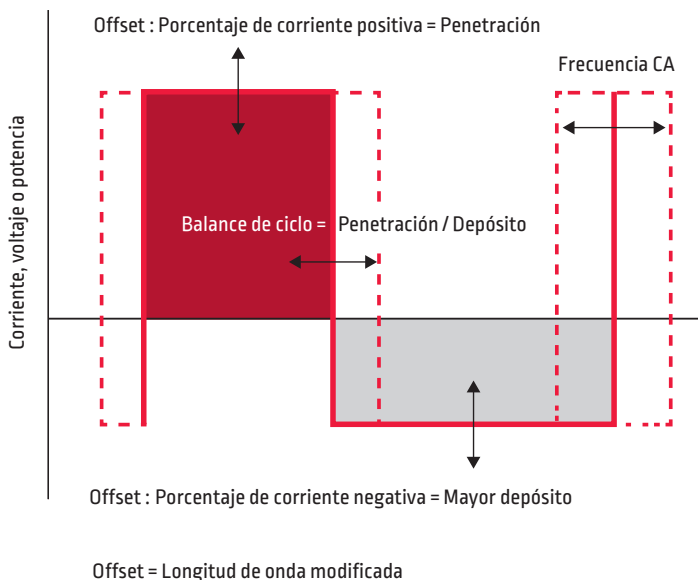 Offset : Porcentaje de corriente positiva = Penetración
Frecuencia CA
Corriente, voltaje o potencia
Balance de ciclo = Penetración / Depósito
Offset : Porcentaje de corriente negativa = Mayor depósito
Offset = Longitud de onda modificada